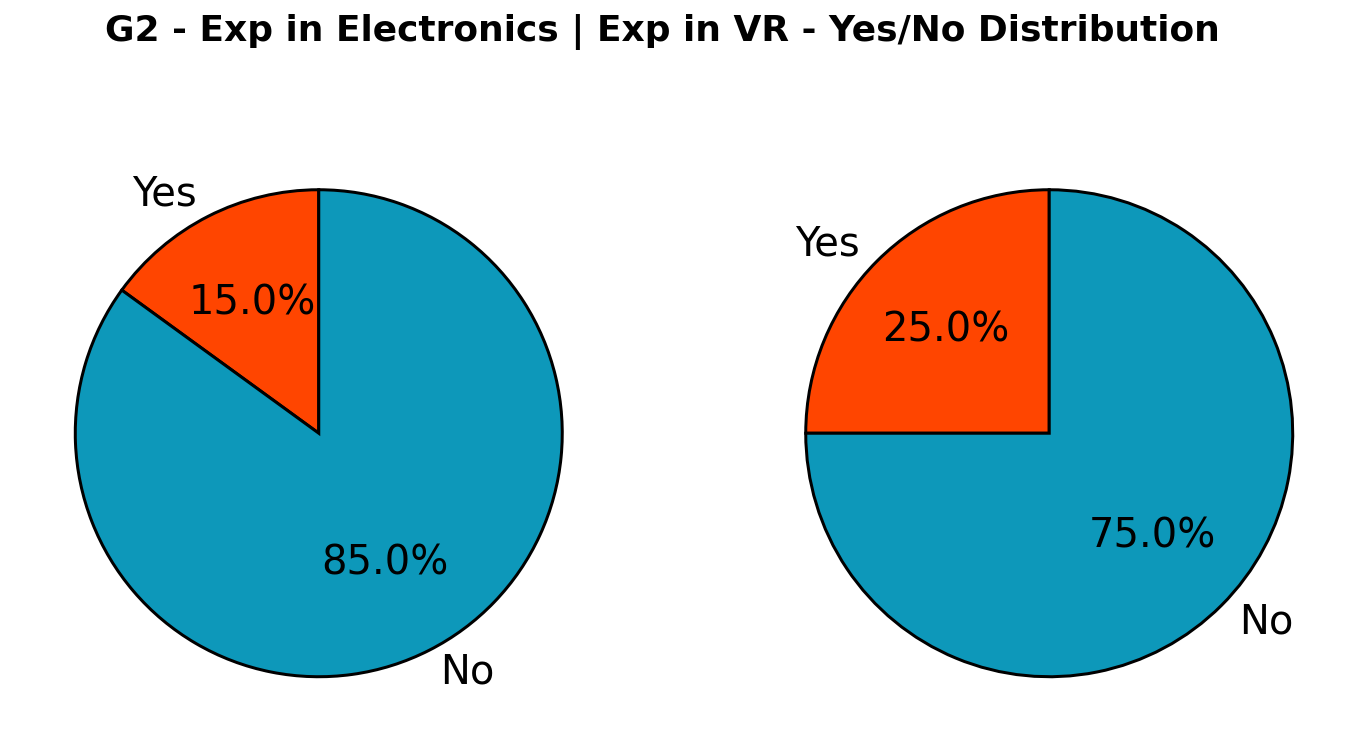 G2 - Exp in Electronics | Exp in VR - Yes/No Distribution
Yes
15.0%
85.0%
No
Yes
25.0%
75.0%
No